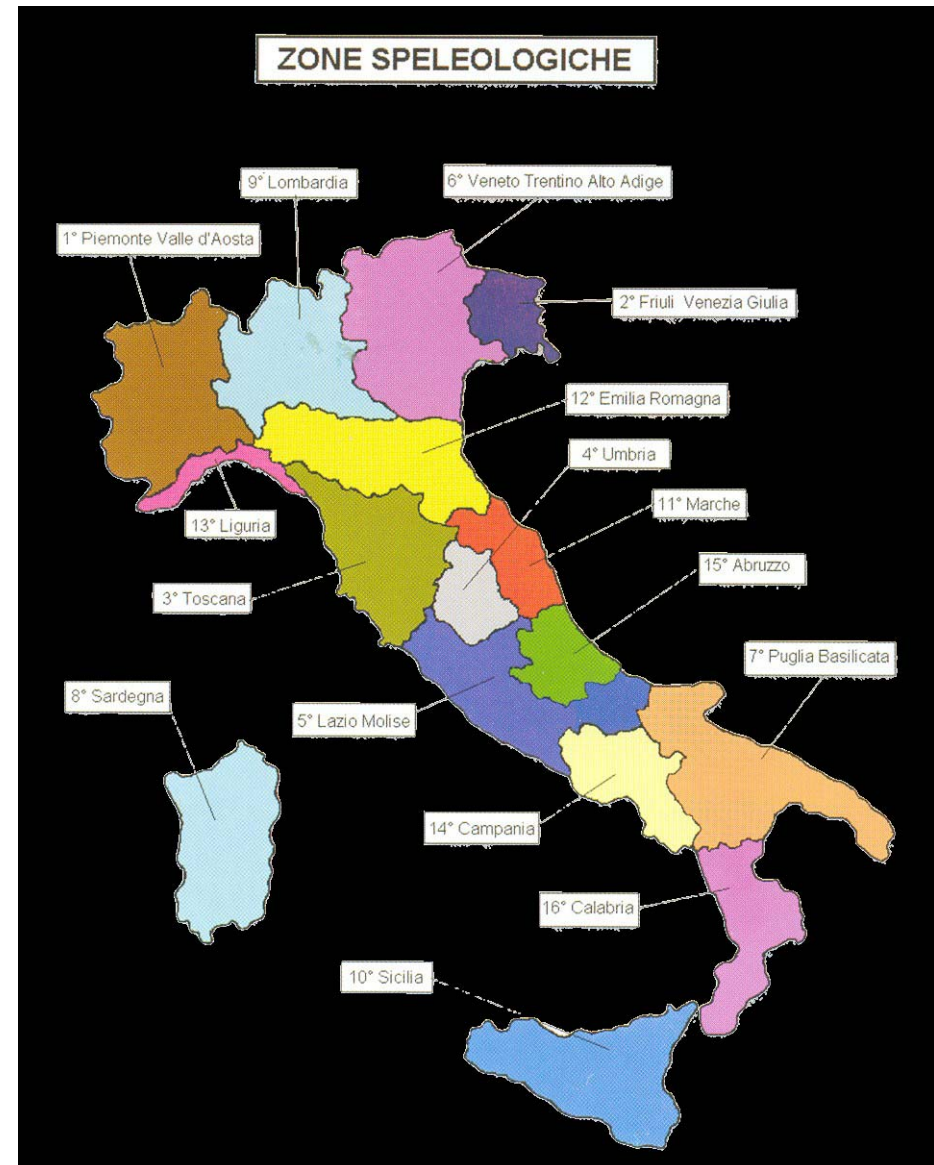 ZONE SPELEOLOGICHE
9° Lombardia
6° Veneto Trentino Alto Adige
1° Piemonte Valle d'Aosta
2° Friuli Venezia Giulia
12° Emilia Romagna
4° Umbria
11° Marche
13° Liguria
15° Abruzzo
3° Toscana
7° Puglia Basilicata
8° Sardegna
5° Lazio Molise
14° Campania
16° Calabria
10° Sicilia